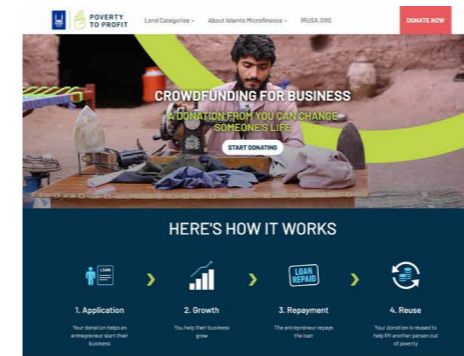 POVERTY
TO PROFIT
Lend Categories
About Islamic Microfinance
IRUSA.ORG
DONATE NOW
CROWDFUNDING FOR BUSINESS
A DONATION FROM YOU CAN CHANGE
SOMEONE'S LIFE
START DONATING
HERE'S HOW IT WORKS
LOAN
LOAN
REPAID
1. Application
2. Growth
3. Repayment
4. Reuse
Your donation helps an
entrepreneur start their
business
You help their business
grow
The entrepreneur repays
the loan
Your donation is reused to
help lift another person out
of poverty